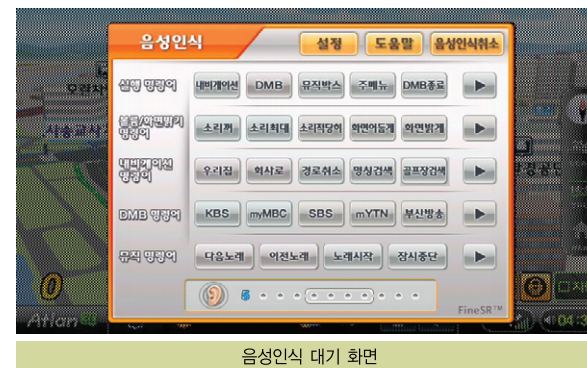 음성인식 설정 도움말 음성인식취소
실행 명령어 내비게이션 DMB 뮤직박스 주메뉴 DMB종료
볼륨/화면밝기 명령어 소리꺼 소리최대 소리적당히 화면어둡게 화면밝게
내비게이션 명령어 우리집 회사로 경로취소 명칭검색 골프장검색
DMB 명령어 KBS myMBC SBS mYTN 부산방송
뮤직 명령어 다음노래 이전노래 노래시작 잠시중단
FineSR™
0
Atlan
음성인식 대기 화면